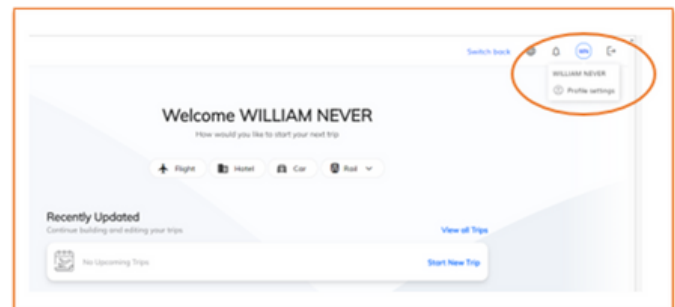 Switch back
WILLIAM NEVER
Profile settings
Welcome WILLIAM NEVER
How would you like to start your next trip
Flight Hotel Car Rail
Recently Updated
Continue building and editing your trips View all Trips
No Upcoming Trips Start New Trip